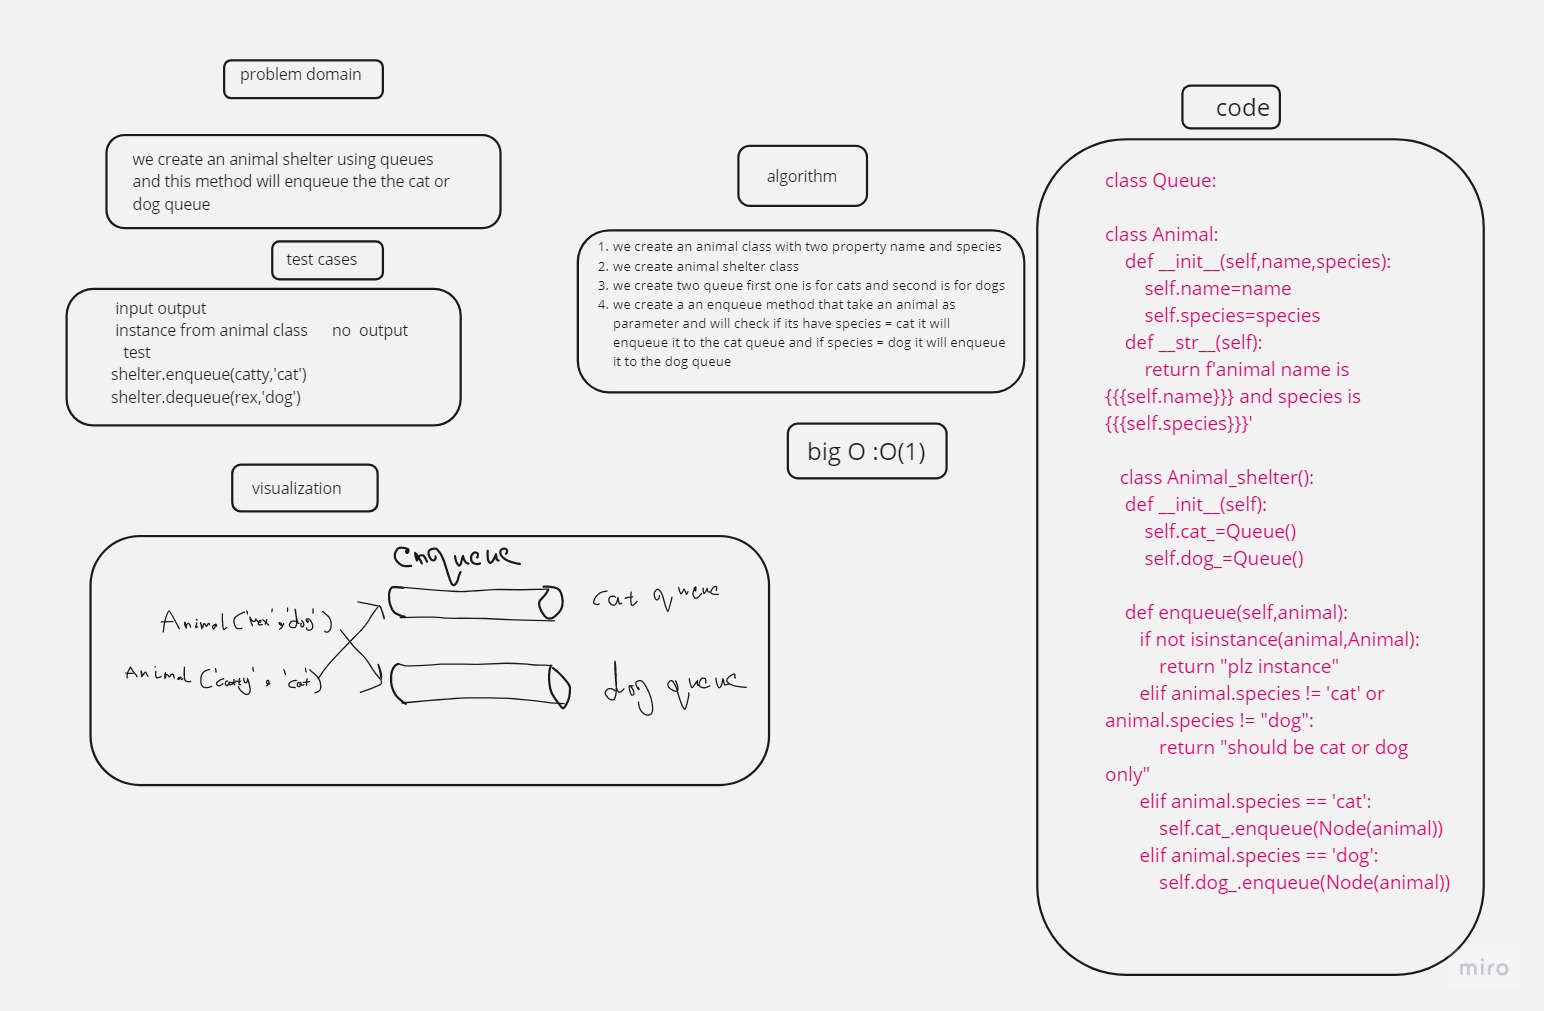 problem domain
we create an animal shelter using queues
and this method will enqueue the the cat or
dog queue
test cases
input output
instance from animal class no output
test
shelter.enqueue(catty,'cat')
shelter.dequeue(rex,'dog')
visualization
enqueue
Animal('rex','dog')
cat queue
Animal('catty','cat')
dog queue
algorithm
1. we create an animal class with two property name and species
2. we create animal shelter class
3. we create two queue first one is for cats and second is for dogs
4. we create a an enqueue method that take an animal as
parameter and will check if its have species = cat it will
enqueue it to the cat queue and if species = dog it will enqueue
it to the dog queue
big O :O(1)
code
class Queue:
class Animal:
def __init__(self,name,species):
self.name=name
self.species=species
def __str__(self):
return f'animal name is
{{{self.name}}} and species is
{{{self.species}}}'
class Animal_shelter():
def __init__(self):
self.cat_=Queue()
self.dog_=Queue()
def enqueue(self,animal):
if not isinstance(animal,Animal):
return "plz instance"
elif animal.species != 'cat' or
animal.species != "dog":
return "should be cat or dog
only"
elif animal.species == 'cat':
self.cat_.enqueue(Node(animal))
elif animal.species == 'dog':
self.dog_.enqueue(Node(animal))
miro